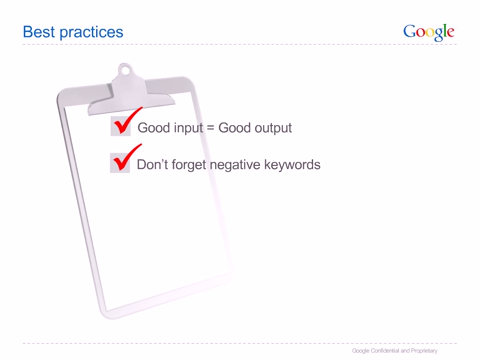 Best practices
Google
Good input = Good output
Don't forget negative keywords
Google Confidential and Proprietary